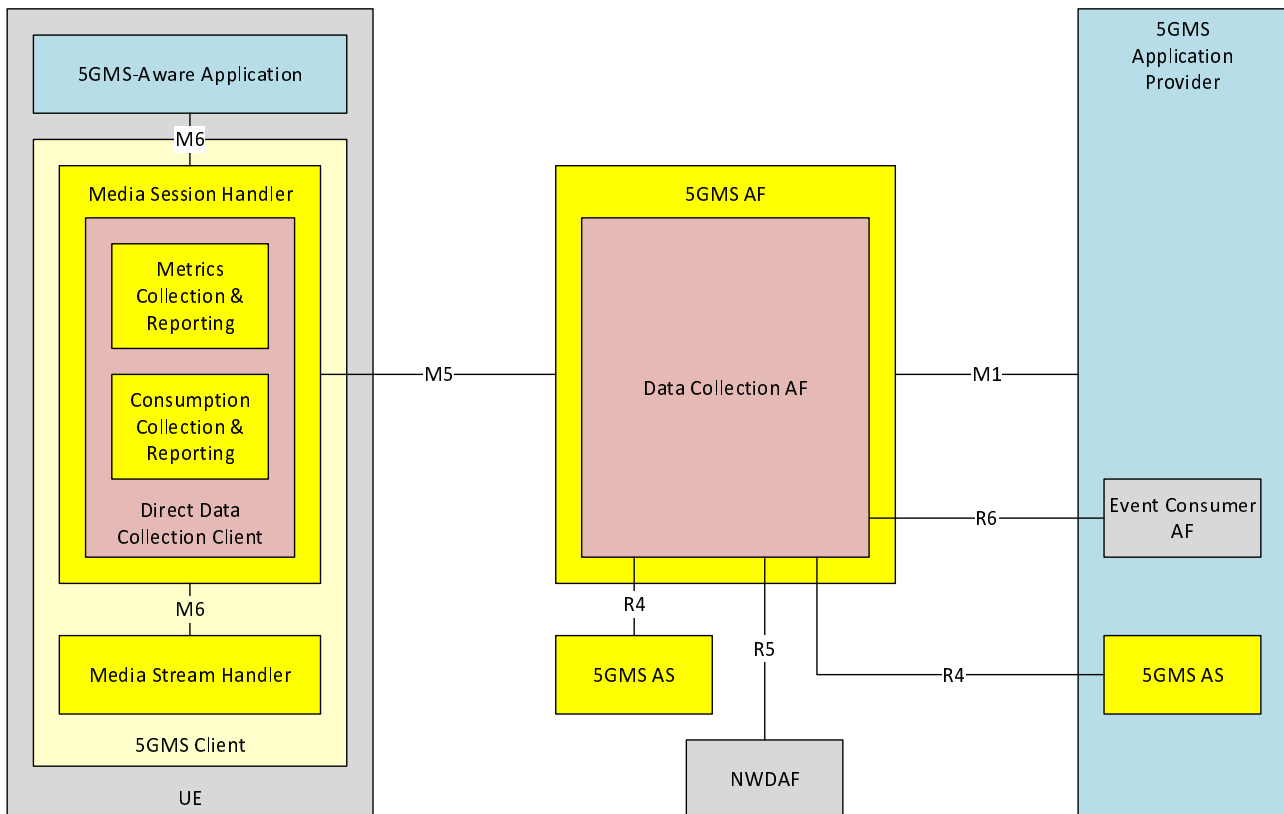 5GMS-Aware Application
M6
Media Session Handler
Metrics
Collection &
Reporting
Consumption
Collection &
Reporting
Direct Data
Collection Client
M6
Media Stream Handler
5GMS Client
UE
M5
5GMS AF
Data Collection AF
R4
5GMS AS
R5
NWDAF
M1
R6
R4
5GMS
Application
Provider
Event Consumer
AF
5GMS AS